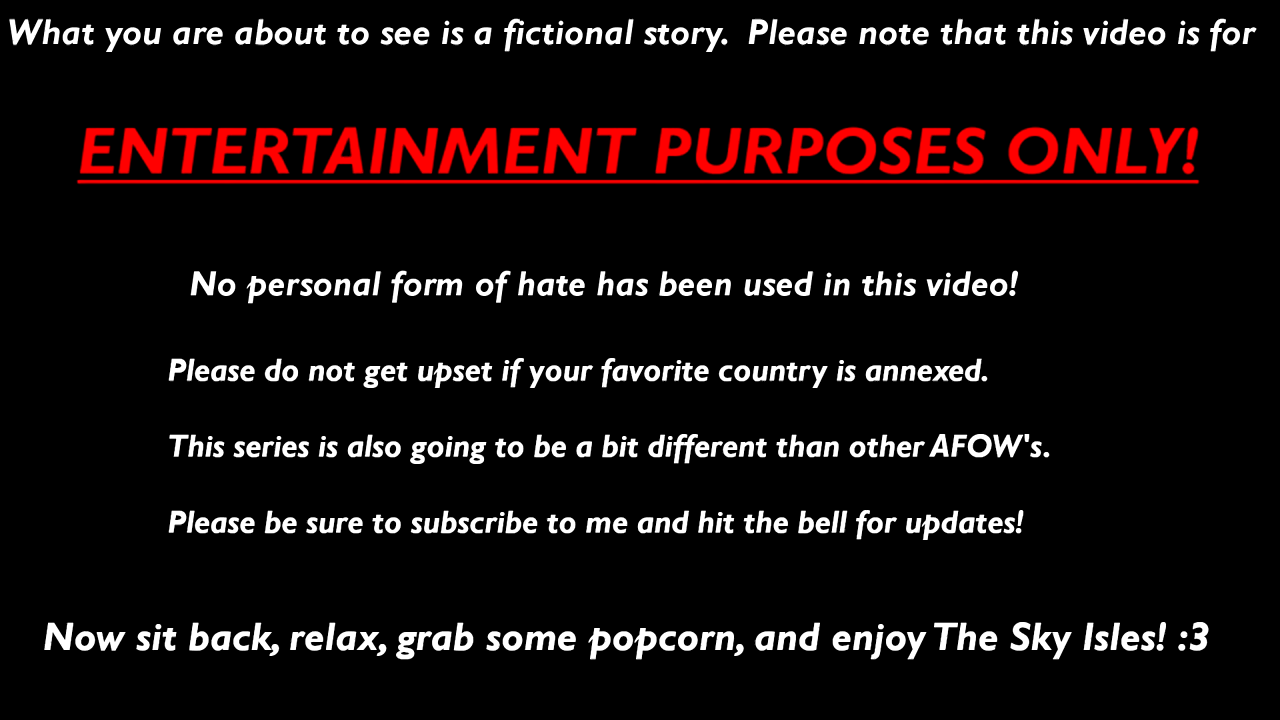 What you are about to see is a fictional story.  Please note that this video is for
ENTERTAINMENT PURPOSES ONLY!
No personal form of hate has been used in this video!
Please do not get upset if your favorite country is annexed.
This series is also going to be a bit different than other AFOW's.
Please be sure to subscribe to me and hit the bell for updates!
Now sit back, relax, grab some popcorn, and enjoy The Sky Isles! :3